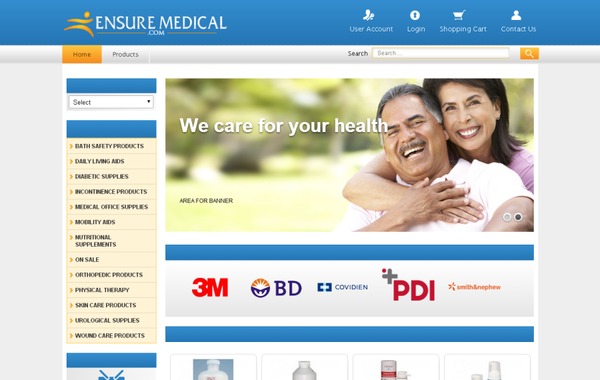 ENSURE MEDICAL
.COM
User Account
Login
Shopping Cart
Contact Us
Home
Products
Search
Search ...
Select
BATH SAFETY PRODUCTS
DAILY LIVING AIDS
DIABETIC SUPPLIES
INCONTINENCE PRODUCTS
MEDICAL OFFICE SUPPLIES
MOBILITY AIDS
NUTRITIONAL
SUPPLEMENTS
ON SALE
ORTHOPEDIC PRODUCTS
PHYSICAL THERAPY
SKIN CARE PRODUCTS
UROLOGICAL SUPPLIES
WOUND CARE PRODUCTS
We care for your health
AREA FOR BANNER
3M
BD
COVIDIEN
PDI
smith&nephew